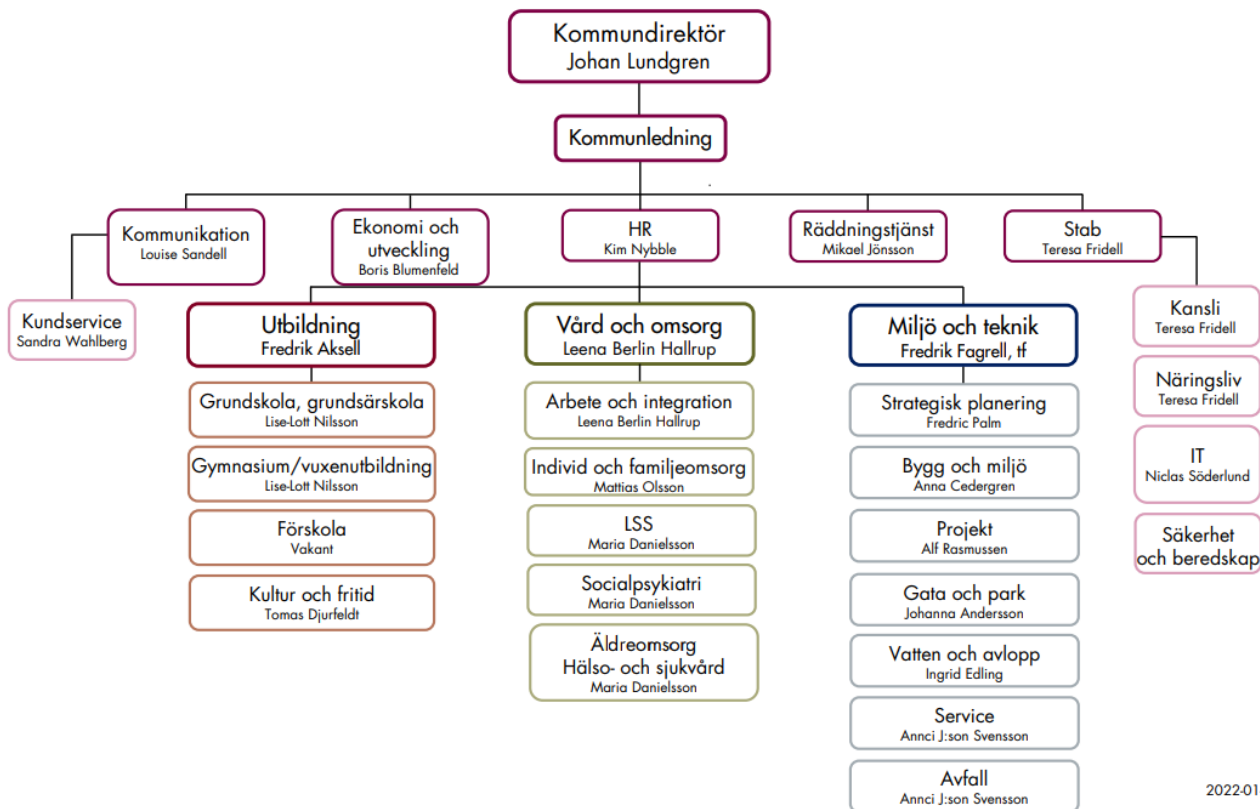 Kommundirektör
Johan Lundgren
Kommunledning
Kommunikation
Louise Sandell
Ekonomi och
utveckling
Boris Blumenfeld
HR
Kim Nybble
Räddningstjänst
Mikael Jönsson
Stab
Teresa Fridell
Kundservice
Sandra Wahlberg
Utbildning
Fredrik Aksell
Grundskola, grundsärskola
Lise-Lott Nilsson
Gymnasium/vuxenutbildning
Lise-Lott Nilsson
Förskola
Vakant
Kultur och fritid
Tomas Djurfeldt
Vård och omsorg
Leena Berlin Hallrup
Arbete och integration
Leena Berlin Hallrup
Individ och familjeomsorg
Mattias Olsson
LSS
Maria Danielsson
Socialpsykiatri
Maria Danielsson
Äldreomsorg
Hälso- och sjukvård
Maria Danielsson
Miljö och teknik
Fredrik Fagrell, tf
Strategisk planering
Fredric Palm
Bygg och miljö
Anna Cedergren
Projekt
Alf Rasmussen
Gata och park
Johanna Andersson
Vatten och avlopp
Ingrid Edling
Service
Annci J:son Svensson
Avfall
Annci J:son Svensson
Kansli
Teresa Fridell
Näringsliv
Teresa Fridell
IT
Niclas Söderlund
Säkerhet
och beredskap
2022-01